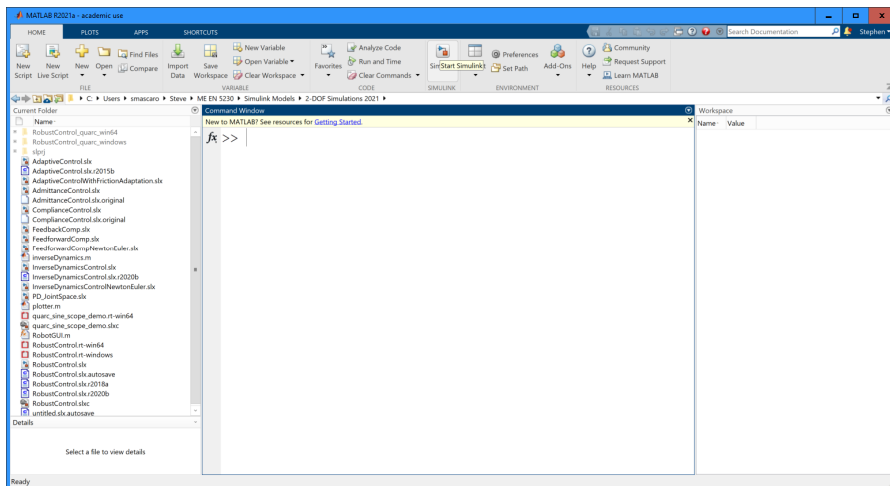 MATLAB R2021a - academic use
HOME PLOTS APPS SHORTCUTS Search Documentation Stephen
New Script
New Live Script
New
Open
Find Files
Compare
Import Data
Save Workspace
New Variable
Open Variable
Clear Workspace
Favorites
Analyze Code
Run and Time
Clear Commands
Start Simulink
Preferences
Set Path
Add-Ons
Help
Community
Request Support
Learn MATLAB
FILE VARIABLE CODE SIMULINK ENVIRONMENT RESOURCES
C: Users smascaro Steve ME EN 5230 Simulink Models 2-DOF Simulations 2021
Current Folder
Name
RobustControl_quarc_win64
RobustControl_quarc_windows
slprj
AdaptiveControl.slx
AdaptiveControl.slx.r2015b
AdaptiveControlWithFrictionAdaptation.slx
AdmittanceControl.slx
AdmittanceControl.slx.original
ComplianceControl.slx
ComplianceControl.slx.original
FeedbackComp.slx
FeedforwardComp.slx
FeedforwardCompNewtonEuler.slx
inverseDynamics.m
InverseDynamicsControl.slx
InverseDynamicsControl.slx.r2020b
InverseDynamicsControlNewtonEuler.slx
PD_JointSpace.slx
plotter.m
quarc_sine_scope_demo.rt-win64
quarc_sine_scope_demo.slxc
RobotGUI.m
RobustControl.rt-win64
RobustControl.rt-windows
RobustControl.slx
RobustControl.slx.autosave
RobustControl.slx.r2018a
RobustControl.slx.r2020b
RobustControl.slxc
untitled.slx.autosave
Details
Select a file to view details
Command Window
New to MATLAB? See resources for Getting Started.
fx >>
Workspace
Name Value
Ready